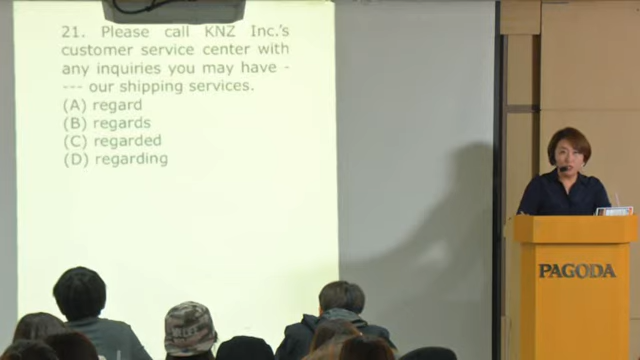 21. Please call KNZ Inc.'s
customer service center with
any inquiries you may have -
--- our shipping services.
(A) regard
(B) regards
(C) regarded
(D) regarding
PAGODA